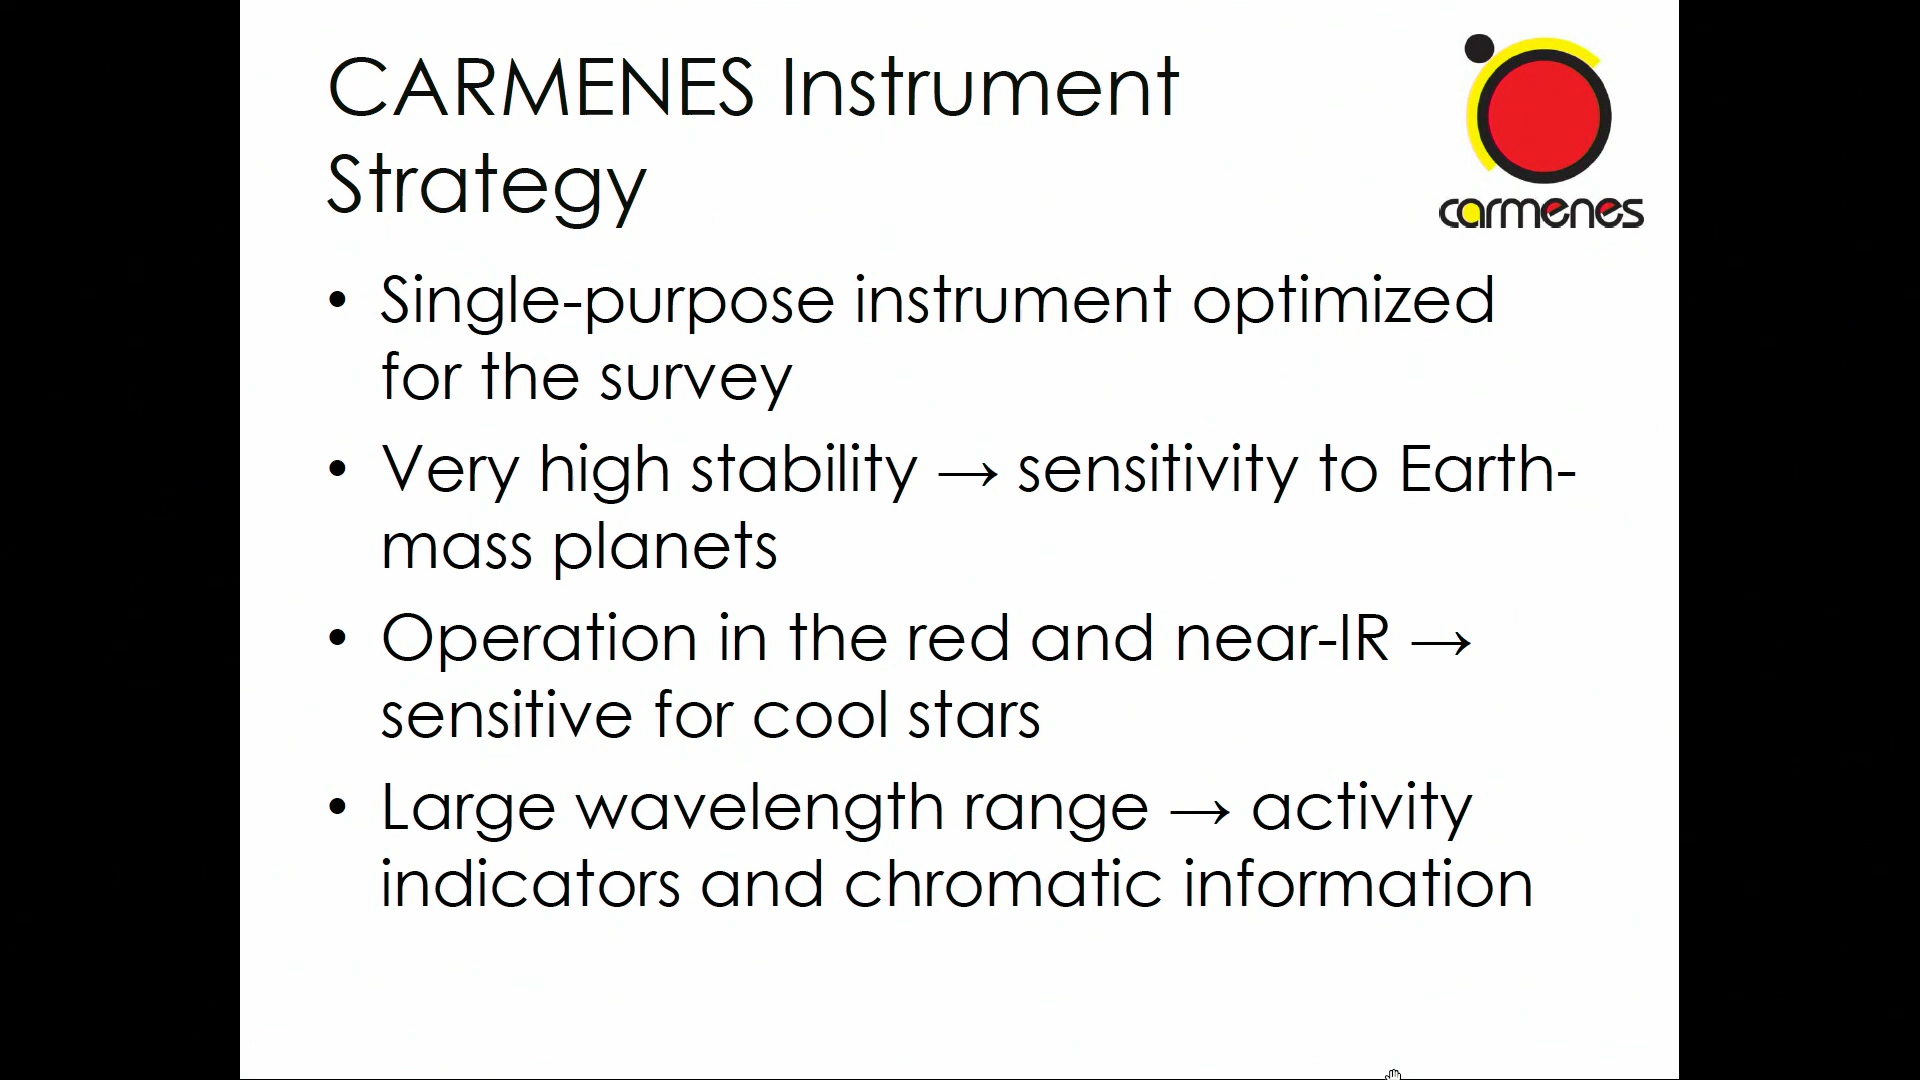 CARMENES Instrument
Strategy
carmenes
• Single-purpose instrument optimized
for the survey
• Very high stability → sensitivity to Earth-
mass planets
• Operation in the red and near-IR →
sensitive for cool stars
• Large wavelength range → activity
indicators and chromatic information